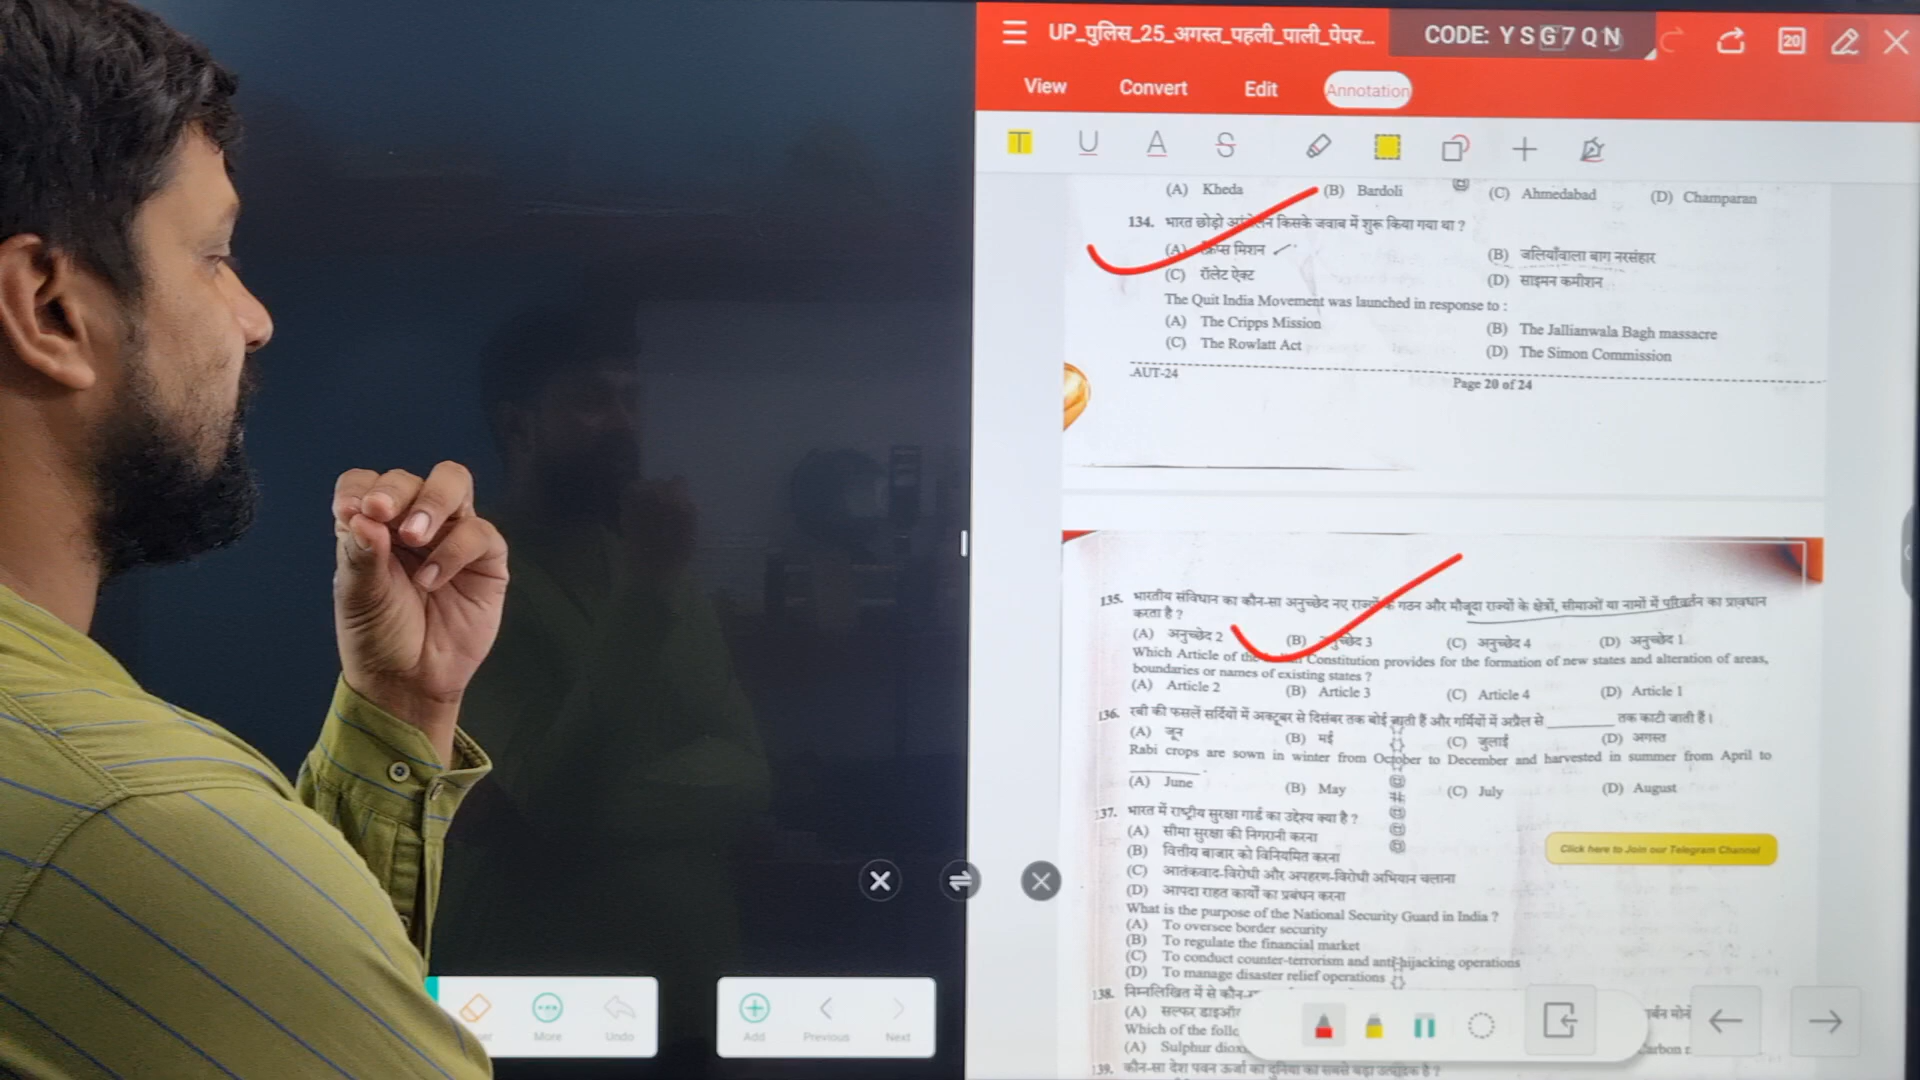 UP_पुलिस_25_अगस्त_पहली_पाली_पेपर...
CODE: Y S G 7 Q N
20
View Convert Edit Annotation
T U A S
(A) Kheda (B) Bardoli (C) Ahmedabad (D) Champaran
134. भारत छोड़ो किसके जवाब में शुरू किया गया था ?
(A) मिशन (B) जलियाँवाला बाग नरसंहार
(C) रॉलेट ऐक्ट (D) साइमन कमीशन
The Quit India Movement was launched in response to :
(A) The Cripps Mission (B) The Jallianwala Bagh massacre
(C) The Rowlatt Act (D) The Simon Commission
AUT-24 Page 20 of 24
135. भारतीय संविधान का कौन-सा अनुच्छेद नए राज्यों के गठन और मौजूदा राज्यों के क्षेत्रों, सीमाओं या नामों में परिवर्तन का प्रावधान
करता है ?
(A) अनुच्छेद 2 (B) अनुच्छेद 3 (C) अनुच्छेद 4 (D) अनुच्छेद 1
Which Article of the Constitution provides for the formation of new states and alteration of areas,
boundaries or names of existing states ?
(A) Article 2 (B) Article 3 (C) Article 4 (D) Article 1
136. रबी की फसलें सर्दियों में अक्टूबर से दिसंबर तक बोई जाती हैं और गर्मियों में अप्रैल से ________ तक काटी जाती हैं।
(A) जून (B) मई (C) जुलाई (D) अगस्त
Rabi crops are sown in winter from October to December and harvested in summer from April to
________.
(A) June (B) May (C) July (D) August
137. भारत में राष्ट्रीय सुरक्षा गार्ड का उद्देश्य क्या है ?
(A) सीमा सुरक्षा की निगरानी करना
(B) वित्तीय बाजार को विनियमित करना
(C) आतंकवाद-विरोधी और अपहरण-विरोधी अभियान चलाना
(D) आपदा राहत कार्यों का प्रबंधन करना
What is the purpose of the National Security Guard in India ?
(A) To oversee border security
(B) To regulate the financial market
(C) To conduct counter-terrorism and anti-hijacking operations
(D) To manage disaster relief operations
Click here to Join our Telegram Channel
138. निम्नलिखित में से
(A) सल्फर
Which of the
(A) Sulphur
139. कौन-सा देश पवन ऊर्जा का दुनिया का सबसे बड़ा उत्पादक है ?
More Undo
Add Previous Next